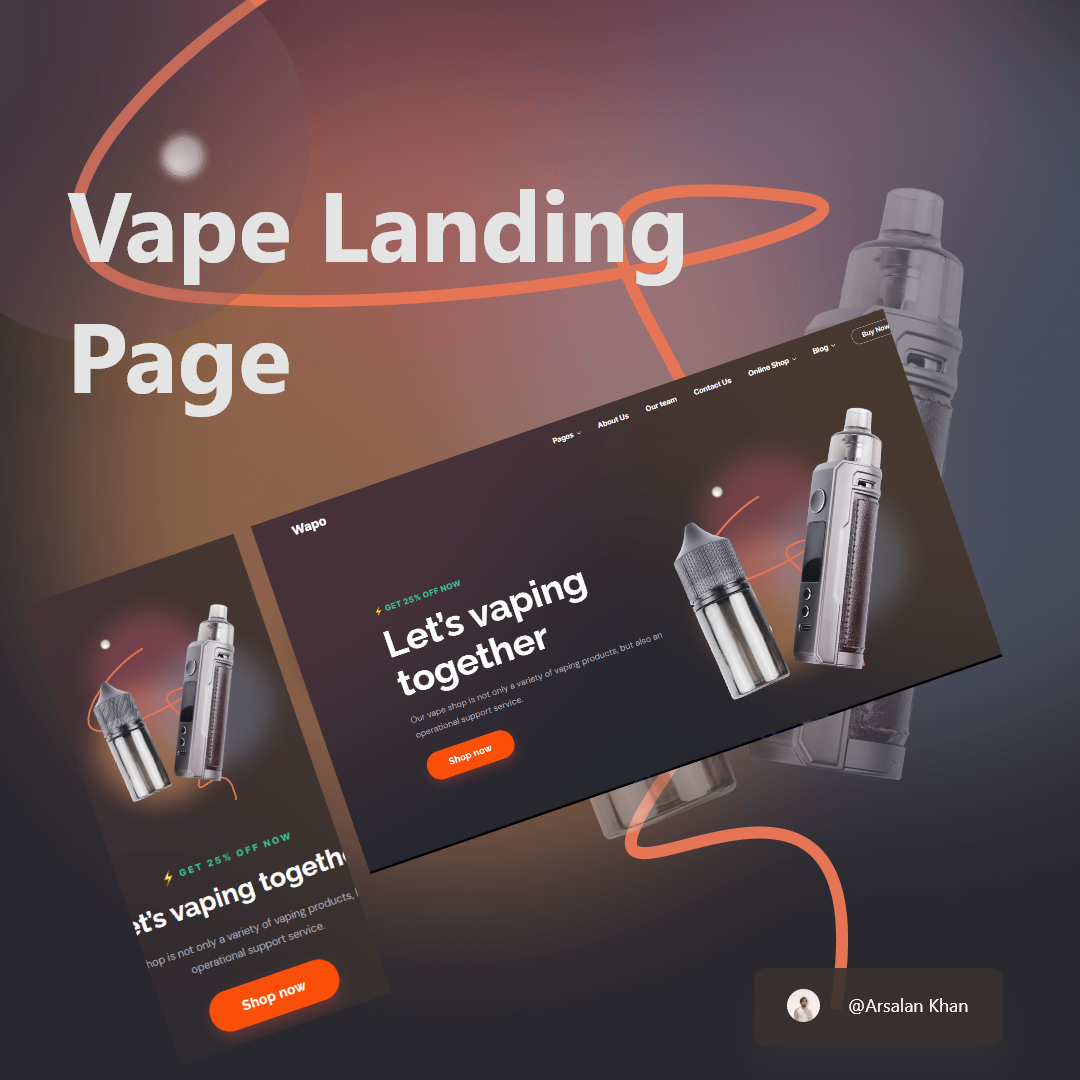 Vape Landing
Page
Wapo
Pages
About Us
Our team
Contact Us
Online Shop
Blog
Buy Now
⚡ GET 25% OFF NOW
Let's vaping
together
Our vape shop is not only a variety of vaping products, but also an
operational support service.
Shop now
⚡ GET 25% OFF NOW
et's vaping togethe
hop is not only a variety of vaping products,
operational support service.
Shop now
@Arsalan Khan